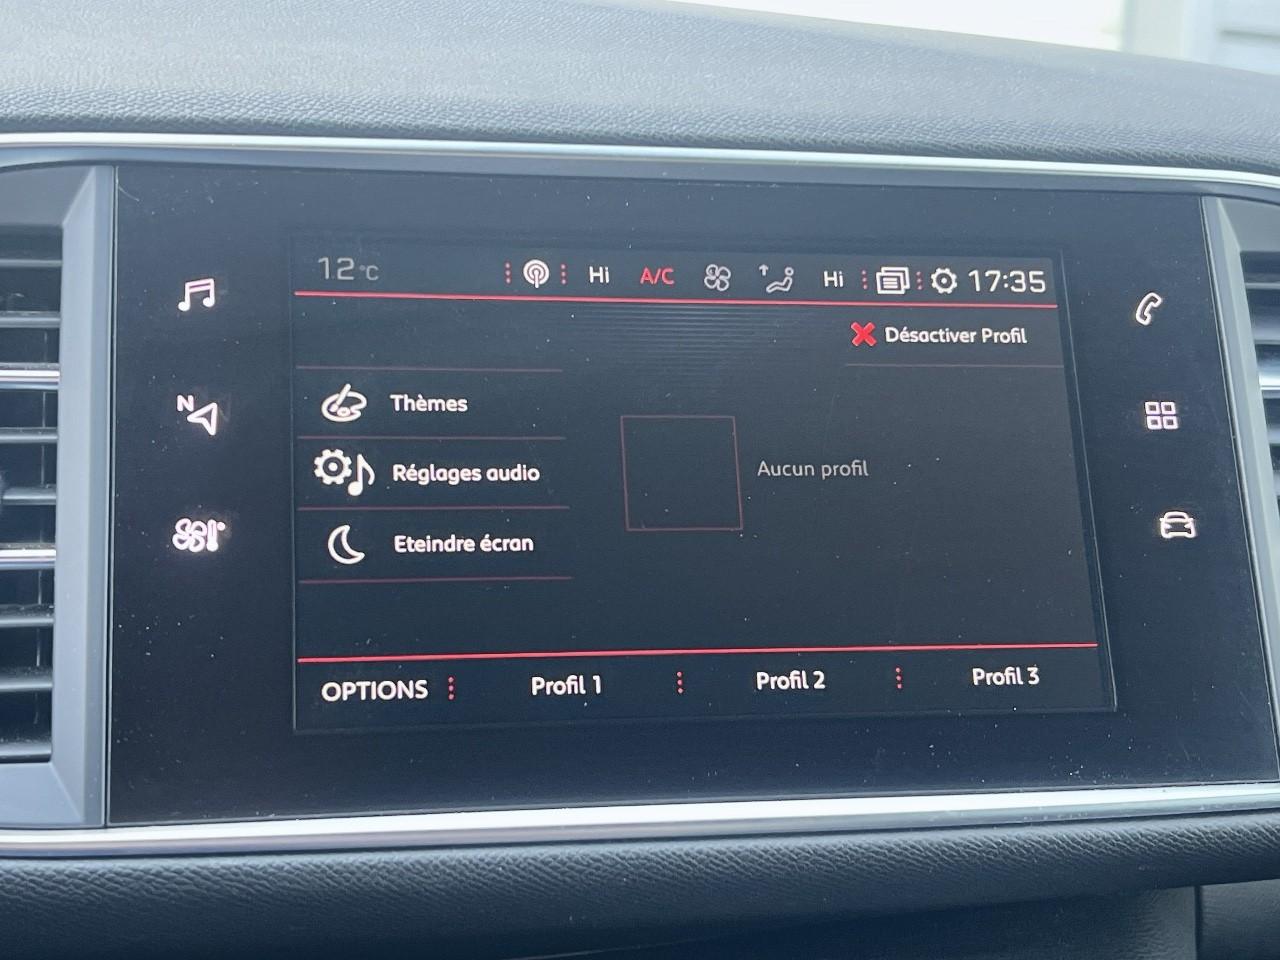 12°C Hi A/C Hi 17:35
Désactiver Profil
Thèmes
N
Réglages audio
Aucun profil
Eteindre écran
OPTIONS Profil 1 Profil 2 Profil 3